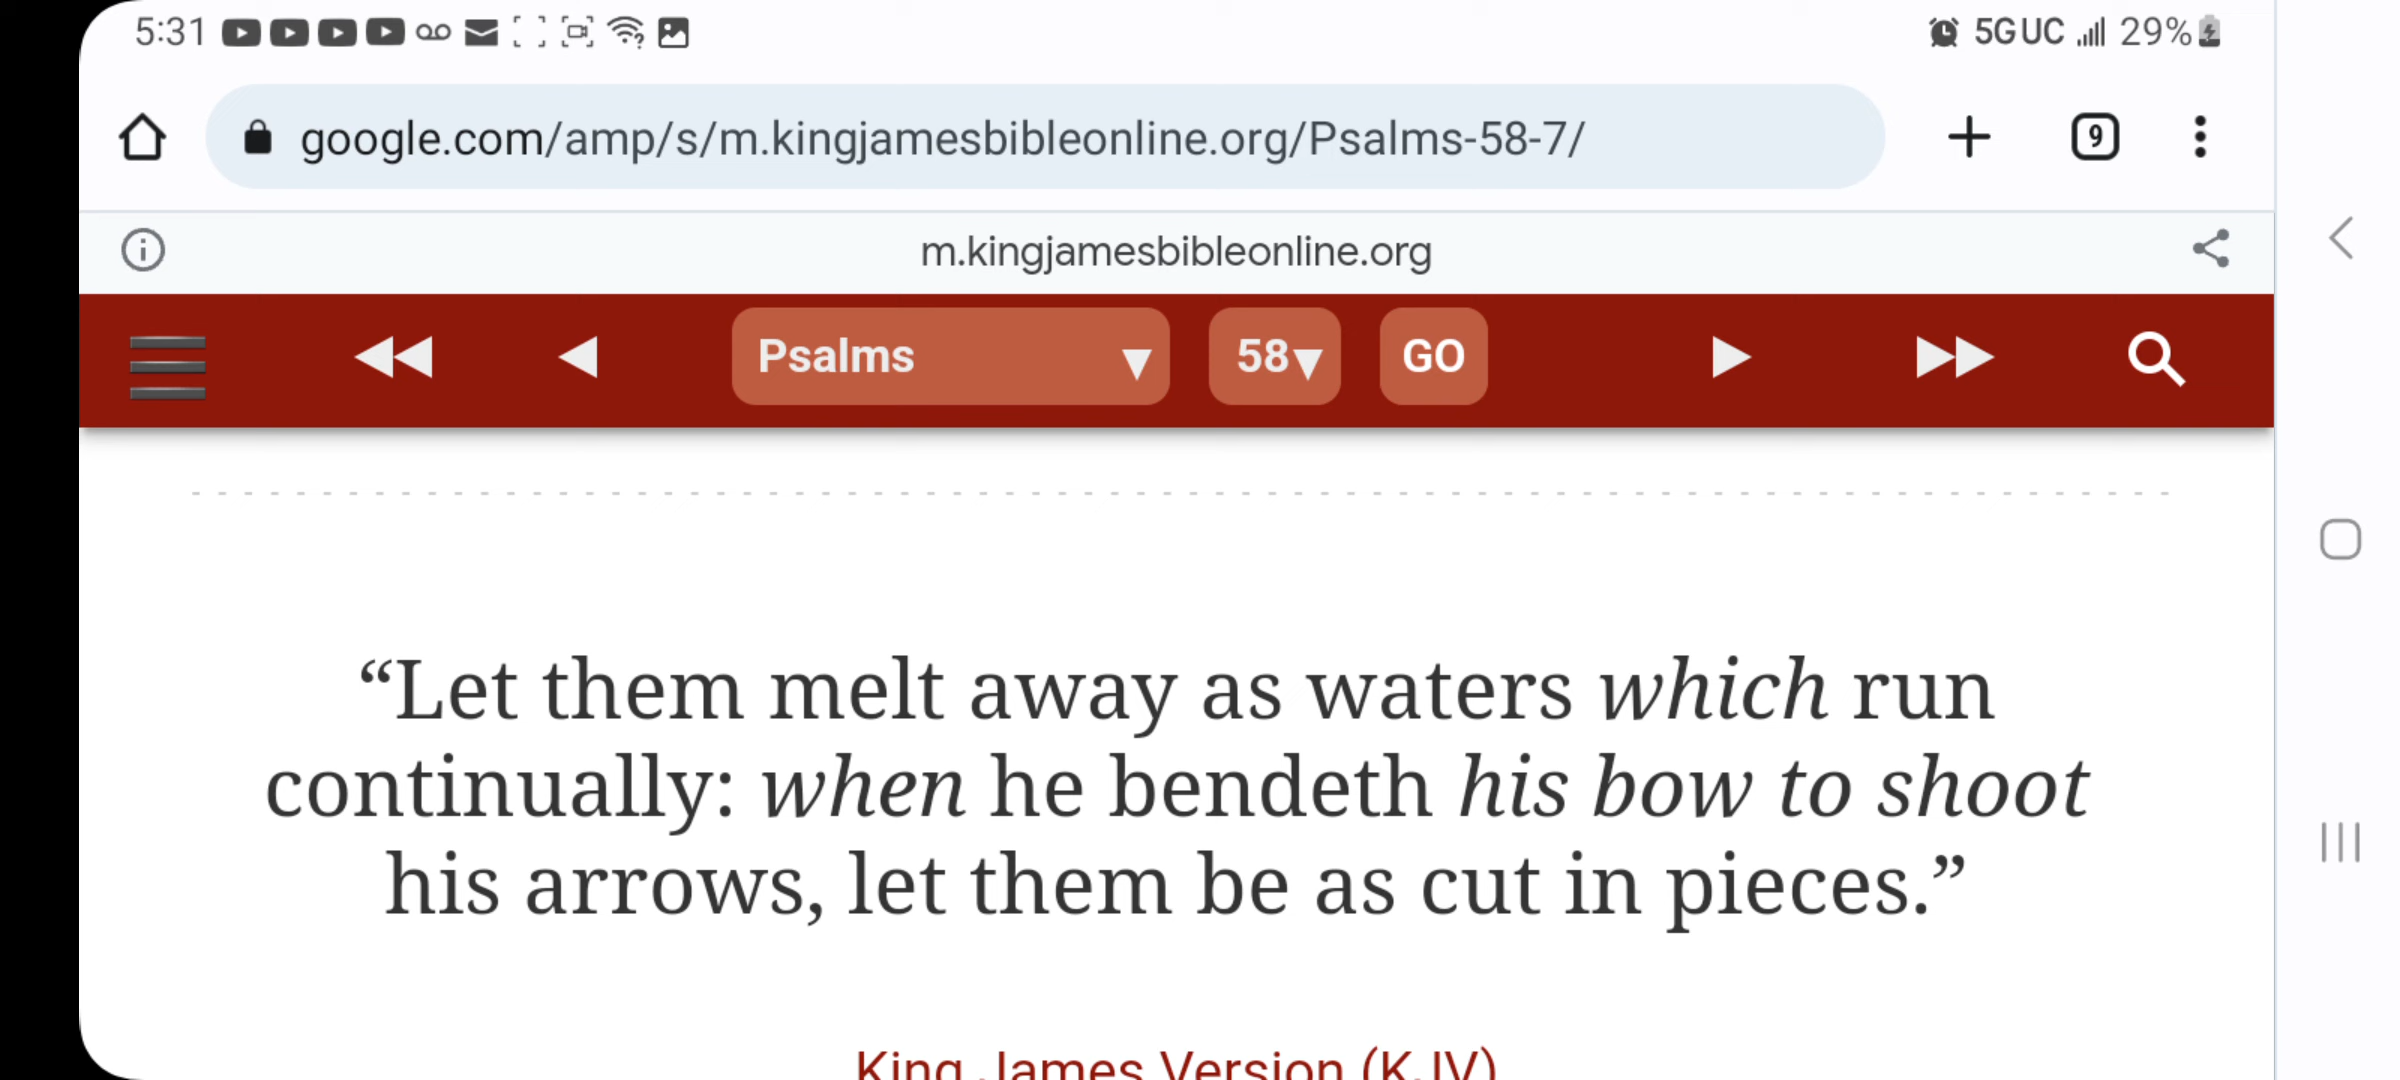 5:31 5G UC 29%
google.com/amp/s/m.kingjamesbibleonline.org/Psalms-58-7/ 9
m.kingjamesbibleonline.org
Psalms 58 GO
“Let them melt away as waters which run
continually: when he bendeth his bow to shoot
his arrows, let them be as cut in pieces.”
King James Version (KJV)